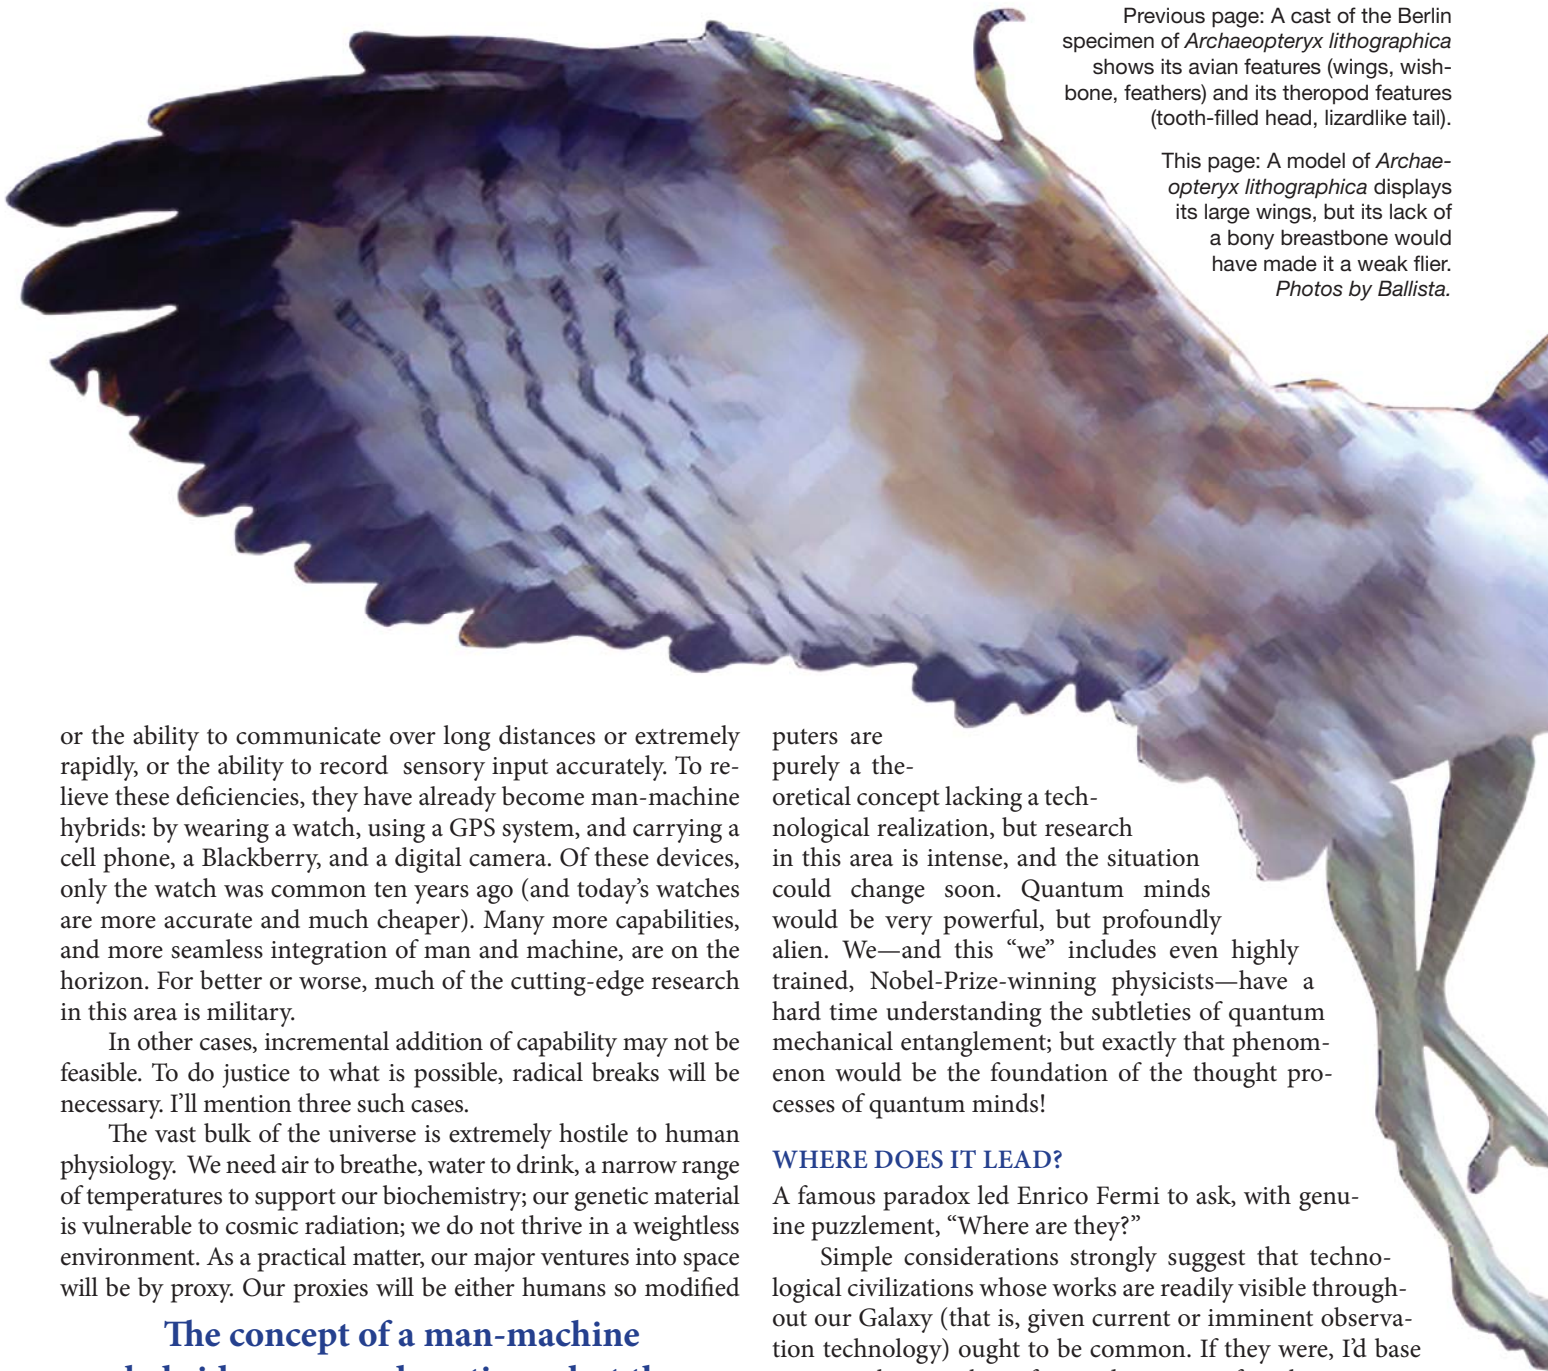 Previous page: A cast of the Berlin
specimen of Archaeopteryx lithographica
shows its avian features (wings, wish-
bone, feathers) and its theropod features
(tooth-filled head, lizardlike tail).
This page: A model of Archae-
opteryx lithographica displays
its large wings, but its lack of
a bony breastbone would
have made it a weak flier.
Photos by Ballista.
or the ability to communicate over long distances or extremely
rapidly, or the ability to record sensory input accurately. To re-
lieve these deficiencies, they have already become man-machine
hybrids: by wearing a watch, using a GPS system, and carrying a
cell phone, a Blackberry, and a digital camera. Of these devices,
only the watch was common ten years ago (and today's watches
are more accurate and much cheaper). Many more capabilities,
and more seamless integration of man and machine, are on the
horizon. For better or worse, much of the cutting-edge research
in this area is military.
In other cases, incremental addition of capability may not be
feasible. To do justice to what is possible, radical breaks will be
necessary. I'll mention three such cases.
The vast bulk of the universe is extremely hostile to human
physiology. We need air to breathe, water to drink, a narrow range
of temperatures to support our biochemistry; our genetic material
is vulnerable to cosmic radiation; we do not thrive in a weightless
environment. As a practical matter, our major ventures into space
will be by proxy. Our proxies will be either humans so modified
The concept of a man-machine
puters are
purely a the-
oretical concept lacking a tech-
nological realization, but research
in this area is intense, and the situation
could change soon. Quantum minds
would be very powerful, but profoundly
alien. We—and this “we” includes even highly
trained, Nobel-Prize-winning physicists—have a
hard time understanding the subtleties of quantum
mechanical entanglement; but exactly that phenom-
enon would be the foundation of the thought pro-
cesses of quantum minds!
WHERE DOES IT LEAD?
A famous paradox led Enrico Fermi to ask, with genu-
ine puzzlement, “Where are they?”
Simple considerations strongly suggest that techno-
logical civilizations whose works are readily visible through-
out our Galaxy (that is, given current or imminent observa-
tion technology) ought to be common. If they were, I'd base